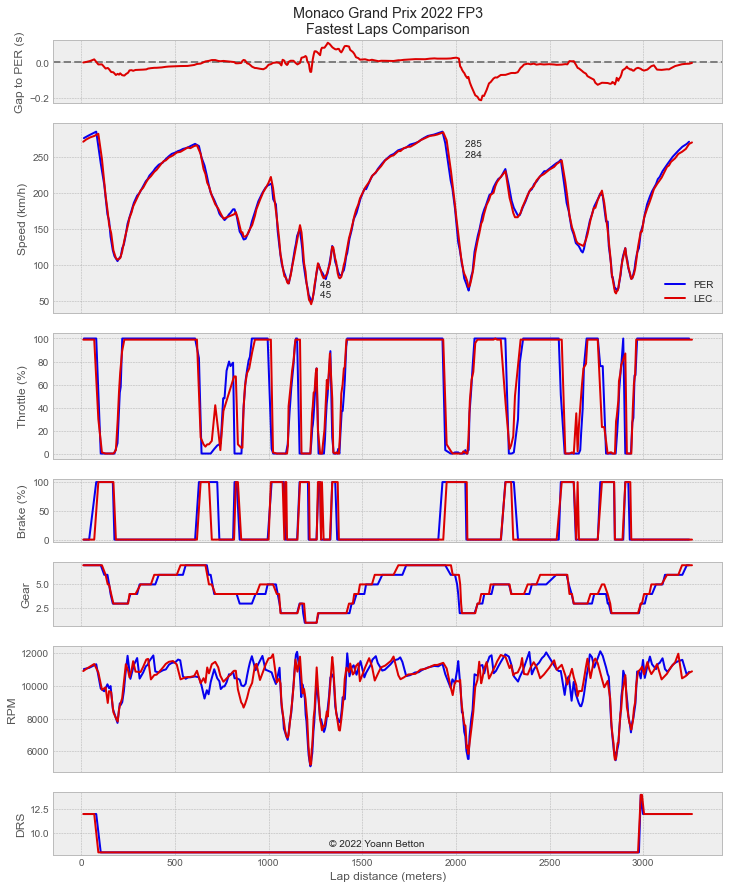 Monaco Grand Prix 2022 FP3
Fastest Laps Comparison
Gap to PER (s)
0.0
−0.2
Speed (km/h)
250
200
150
100
50
285
284
48
45
PER
LEC
Throttle (%)
100
80
60
40
20
0
Brake (%)
100
50
0
Gear
5.0
2.5
RPM
12000
10000
8000
6000
DRS
12.5
10.0
© 2022 Yoann Betton
0
500
1000
1500
2000
2500
3000
Lap distance (meters)